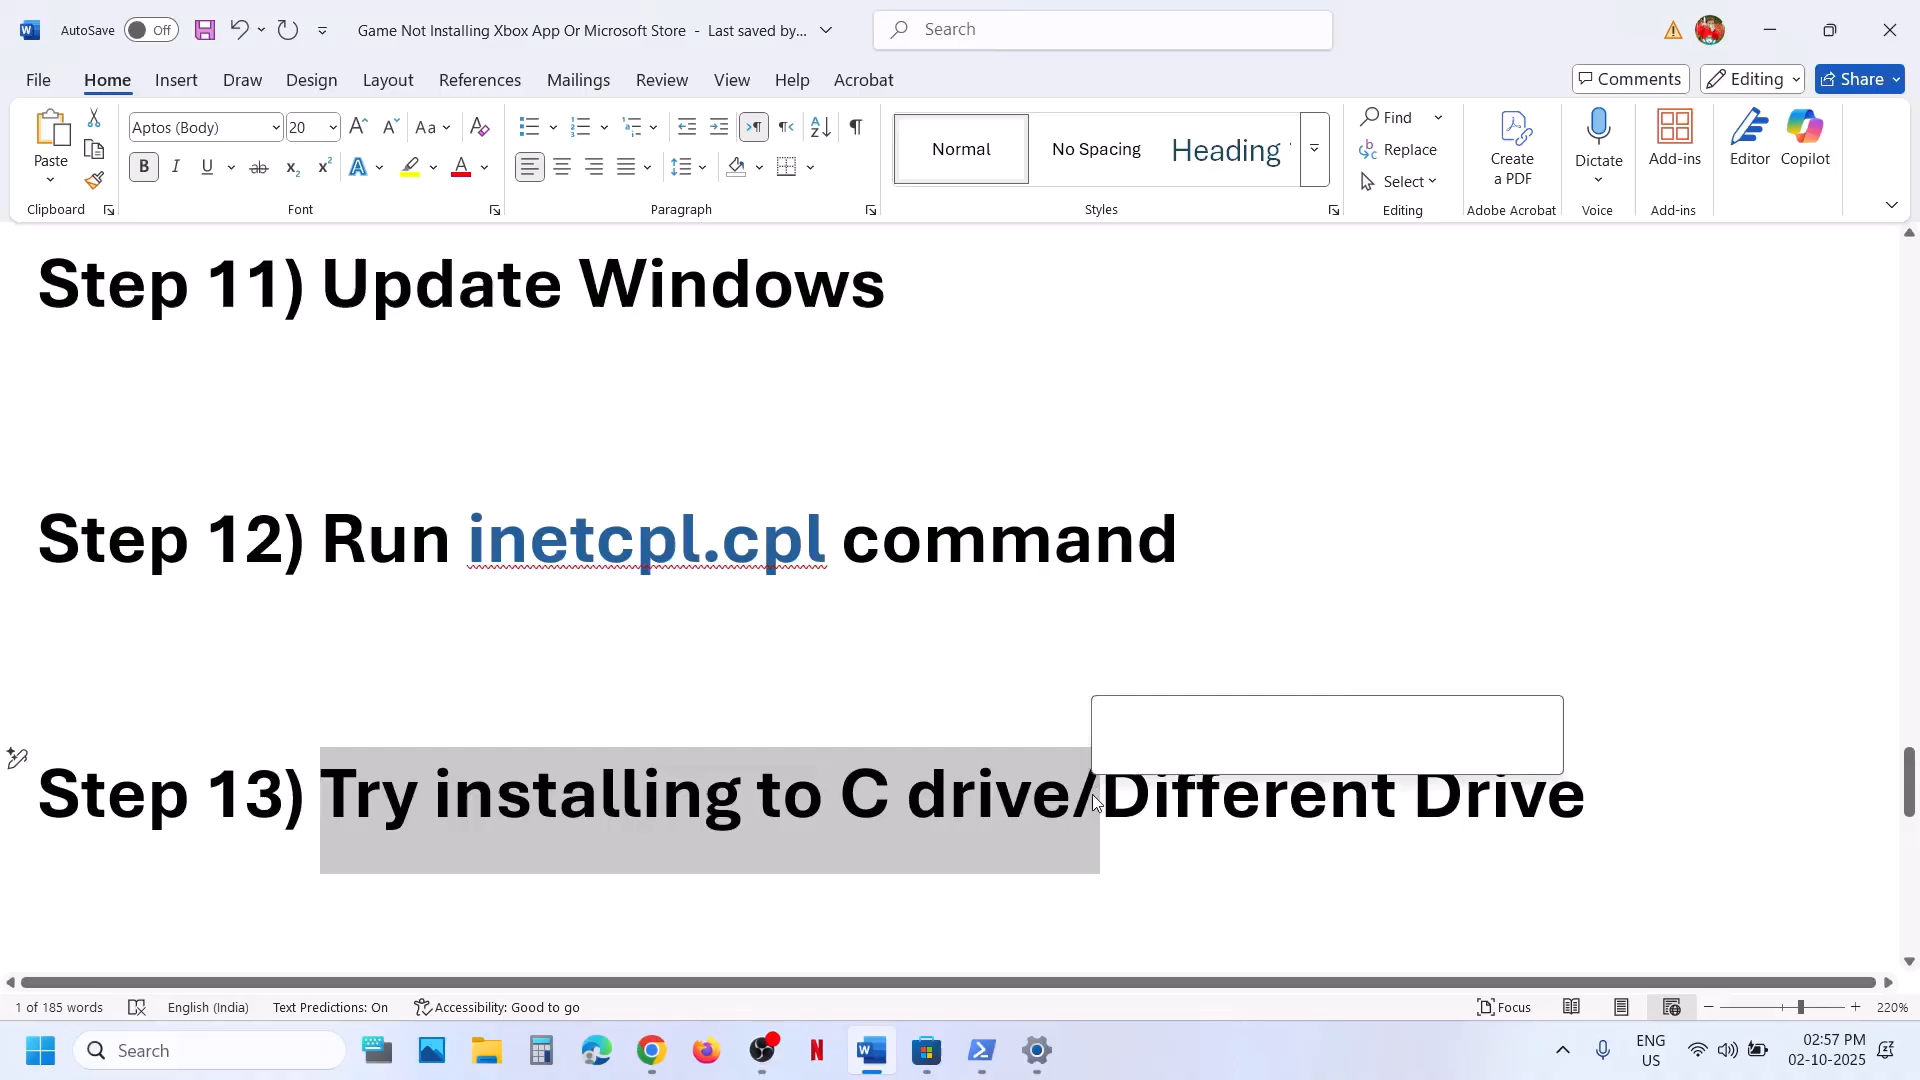 AutoSave Off Game Not Installing Xbox App Or Microsoft Store - Last saved by... Search
File Home Insert Draw Design Layout References Mailings Review View Help Acrobat Comments Editing Share
Paste Aptos (Body) 20 Normal No Spacing Heading Find Replace Select Create a PDF Dictate Add-ins Editor Copilot
Clipboard Font Paragraph Styles Editing Adobe Acrobat Voice Add-ins
Step 11) Update Windows
Step 12) Run inetcpl.cpl command
Step 13) Try installing to C drive/Different Drive
1 of 185 words English (India) Text Predictions: On Accessibility: Good to go Focus 220%
Search ENG US 02:57 PM 02-10-2025